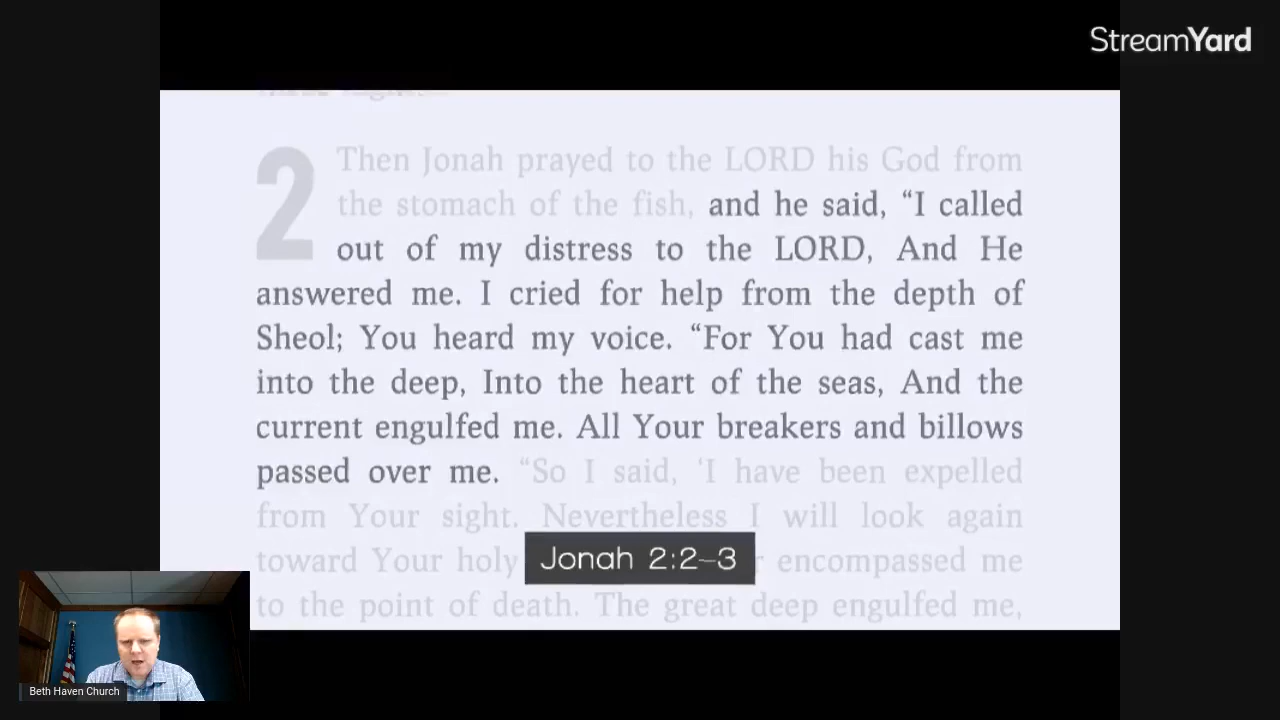 StreamYard
2 Then Jonah prayed to the LORD his God from
the stomach of the fish, and he said, “I called
out of my distress to the LORD, And He
answered me. I cried for help from the depth of
Sheol; You heard my voice. “For You had cast me
into the deep, Into the heart of the seas, And the
current engulfed me. All Your breakers and billows
passed over me. “So I said, ‘I have been expelled
from Your sight. Nevertheless I will look again
toward Your holy encompassed me
Jonah 2:2–3
to the point of death. The great deep engulfed me,
Beth Haven Church